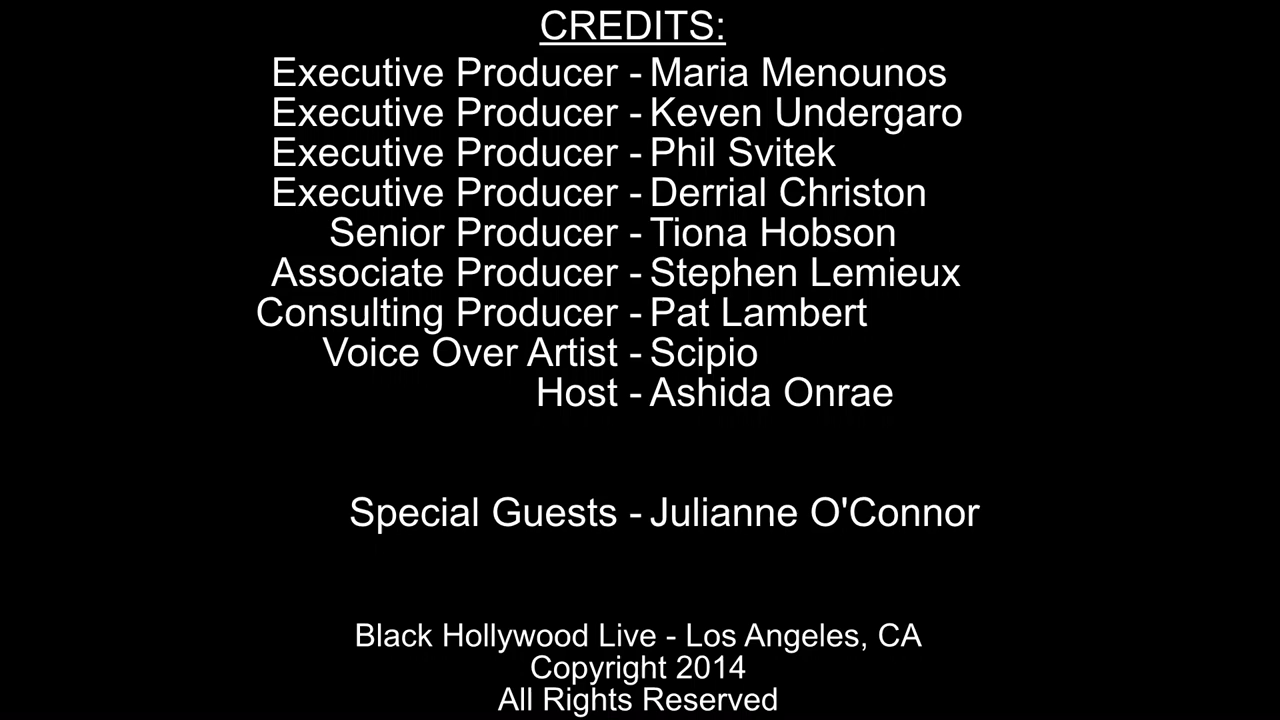 CREDITS:
Executive Producer - Maria Menounos
Executive Producer - Keven Undergaro
Executive Producer - Phil Svitek
Executive Producer - Derrial Christon
Senior Producer - Tiona Hobson
Associate Producer - Stephen Lemieux
Consulting Producer - Pat Lambert
Voice Over Artist - Scipio
Host - Ashida Onrae
Special Guests - Julianne O'Connor
Black Hollywood Live - Los Angeles, CA
Copyright 2014
All Rights Reserved